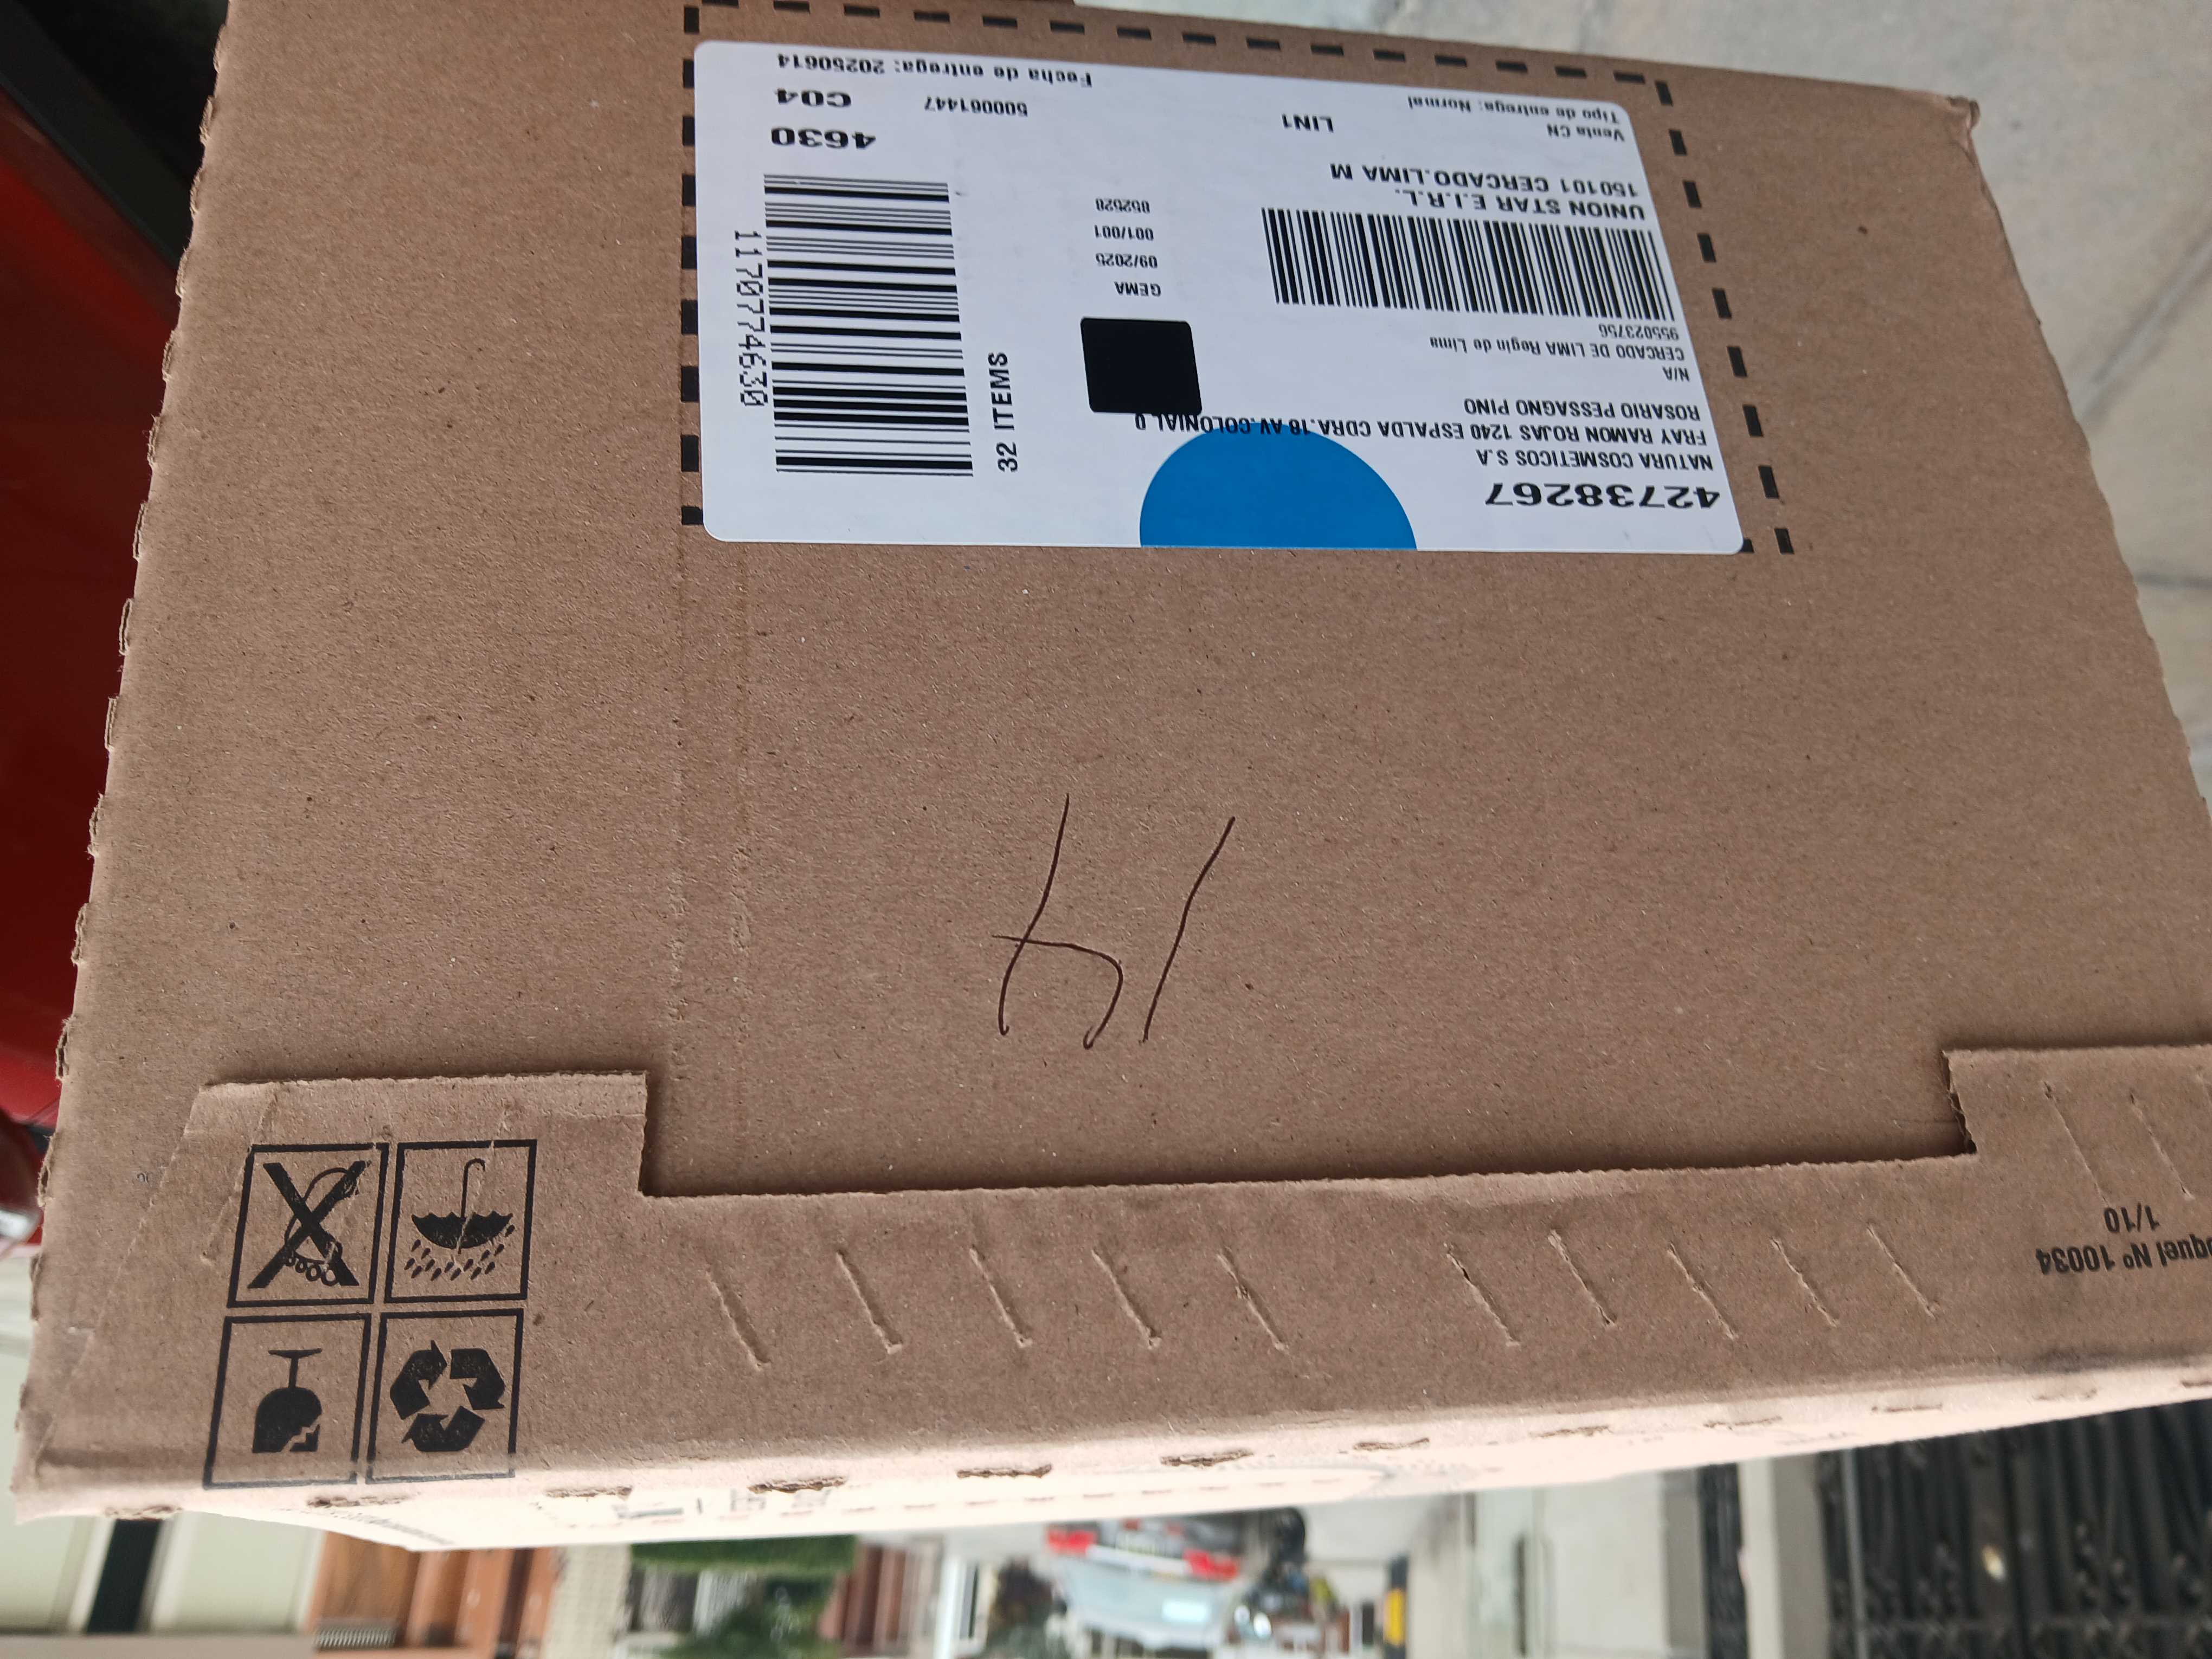 42738267
NATURA COSMETICOS S.A
FRAY RAMON ROJAS 1240 ESPALDA CDRA.18 AV.COLONIAL 0
ROSARIO PESSAGNO PINO
N/A
CERCADO DE LIMA Regin de Lima
955023756
UNION STAR E.I.R.L.
150101 CERCADO.LIMA M
Venta CN
LIN1
Tipo de entrega: Normal
GEMA
09/2025
001/001
052528
32 ITEMS
11707774630
4630
C04
500061447
Fecha de entrega: 20250614
14
Nº 10034
1/10